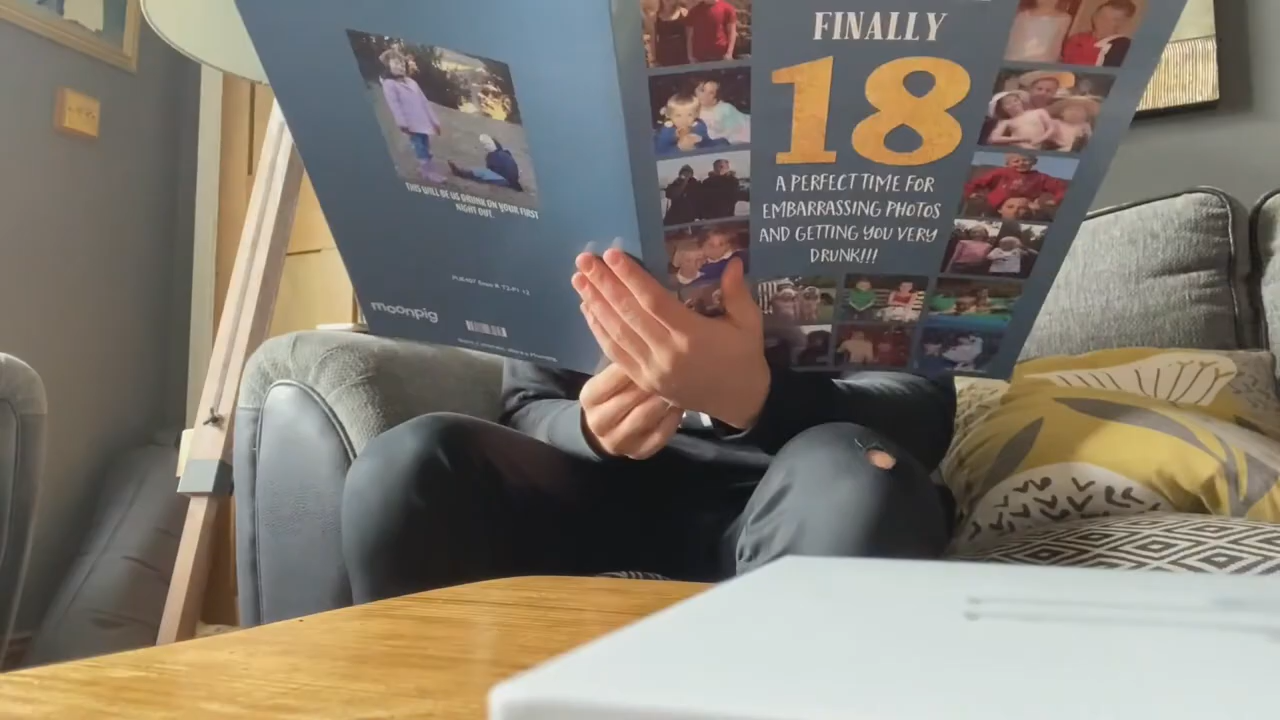 THIS WILL BE US DRUNK ON YOUR FIRST
NIGHT OUT
moonpig
FINALLY
18
A PERFECT TIME FOR
EMBARRASSING PHOTOS
AND GETTING YOU VERY
DRUNK!!!